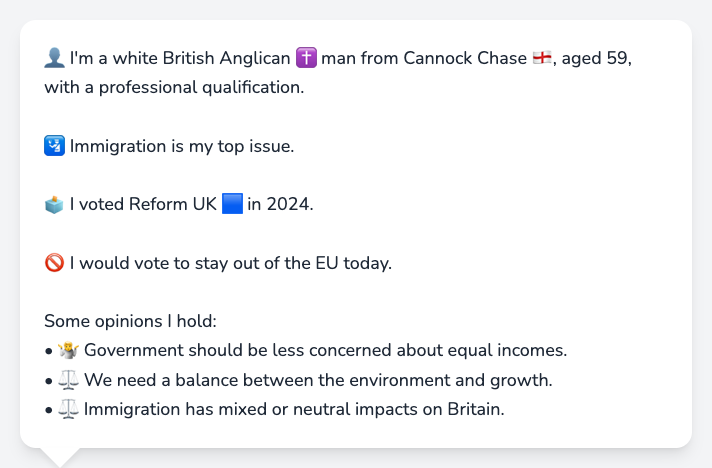 👤 I'm a white British Anglican ✝️ man from Cannock Chase 🏴󠁧󠁢󠁥󠁮󠁧󠁿, aged 59,
with a professional qualification.
🛂 Immigration is my top issue.
🗳️ I voted Reform UK 🟦 in 2024.
🚫 I would vote to stay out of the EU today.
Some opinions I hold:
• 🤷 Government should be less concerned about equal incomes.
• ⚖️ We need a balance between the environment and growth.
• ⚖️ Immigration has mixed or neutral impacts on Britain.